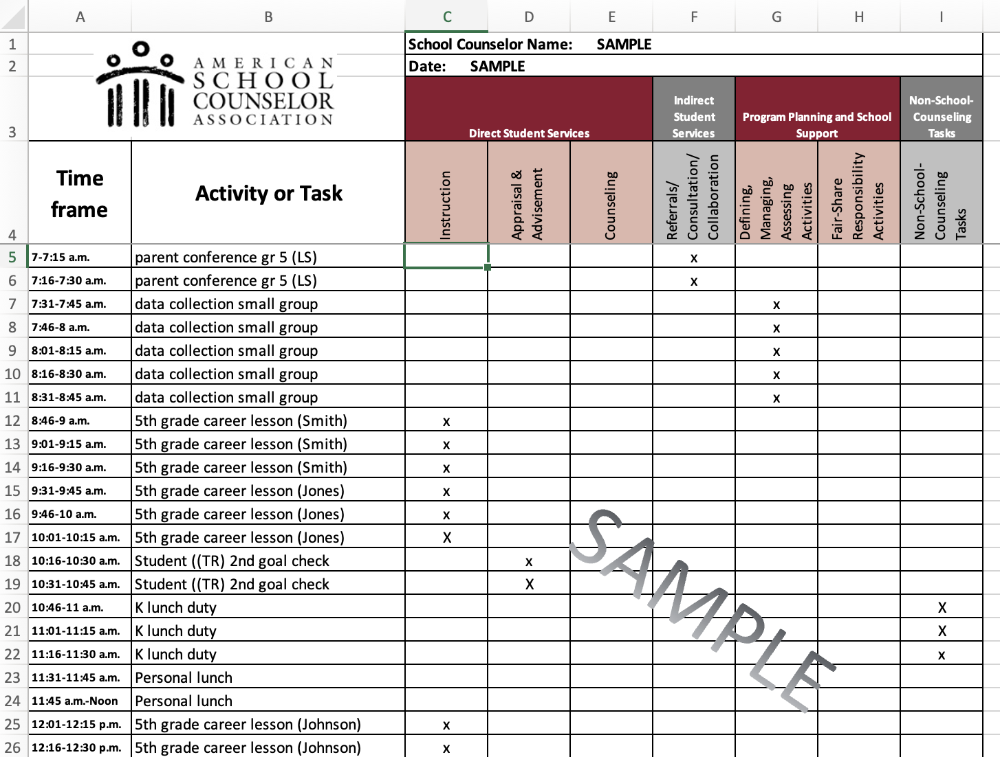 A B C D E F G H I
1 School Counselor Name: SAMPLE
2 Date: SAMPLE
AMERICAN
SCHOOL
COUNSELOR
ASSOCIATION
3 Direct Student Services
Indirect
Student
Services
Program Planning and School
Support
Non-School-
Counseling
Tasks
4
Time
frame
Activity or Task
Instruction
Appraisal &
Advisement
Counseling
Referrals/
Consultation/
Collaboration
Defining,
Managing,
Assessing
Activities
Fair-Share
Responsibility
Activities
Non-School-
Counseling
Tasks
5 7-7:15 a.m. parent conference gr 5 (LS) x
6 7:16-7:30 a.m. parent conference gr 5 (LS) x
7 7:31-7:45 a.m. data collection small group x
8 7:46-8 a.m. data collection small group x
9 8:01-8:15 a.m. data collection small group x
10 8:16-8:30 a.m. data collection small group x
11 8:31-8:45 a.m. data collection small group x
12 8:46-9 a.m. 5th grade career lesson (Smith) x
13 9:01-9:15 a.m. 5th grade career lesson (Smith) x
14 9:16-9:30 a.m. 5th grade career lesson (Smith) x
15 9:31-9:45 a.m. 5th grade career lesson (Jones) x
16 9:46-10 a.m. 5th grade career lesson (Jones) x
17 10:01-10:15 a.m. 5th grade career lesson (Jones) X
18 10:16-10:30 a.m. Student ((TR) 2nd goal check x
19 10:31-10:45 a.m. Student ((TR) 2nd goal check X
20 10:46-11 a.m. K lunch duty X
21 11:01-11:15 a.m. K lunch duty X
22 11:16-11:30 a.m. K lunch duty x
23 11:31-11:45 a.m. Personal lunch
24 11:45 a.m.-Noon Personal lunch
25 12:01-12:15 p.m. 5th grade career lesson (Johnson) x
26 12:16-12:30 p.m. 5th grade career lesson (Johnson) x
SAMPLE